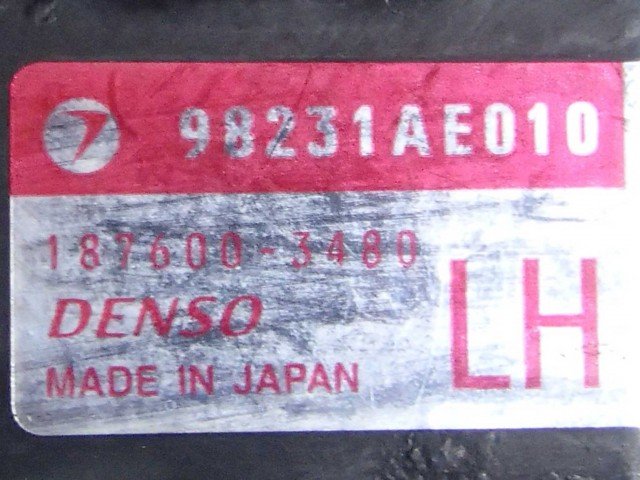 98231AE010
187600-3480
DENSO
MADE IN JAPAN
LH